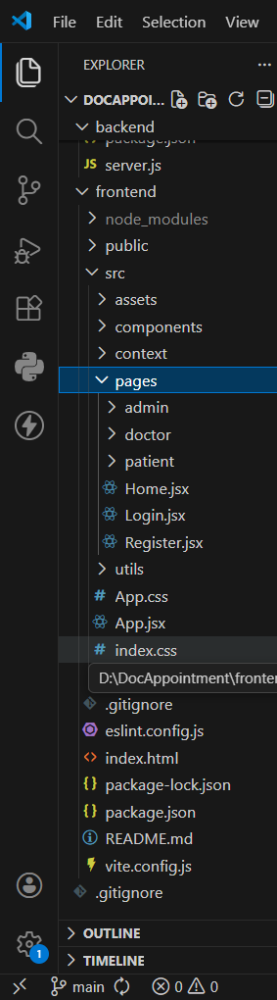 File Edit Selection View
EXPLORER
DOCAPPOI...
backend
package.json
JS server.js
frontend
node_modules
public
src
assets
components
context
pages
admin
doctor
patient
Home.jsx
Login.jsx
Register.jsx
utils
# App.css
App.jsx
# index.css
D:\DocAppointment\fronte
.gitignore
eslint.config.js
<> index.html
{} package-lock.json
{} package.json
README.md
vite.config.js
.gitignore
1
OUTLINE
TIMELINE
main 0 0